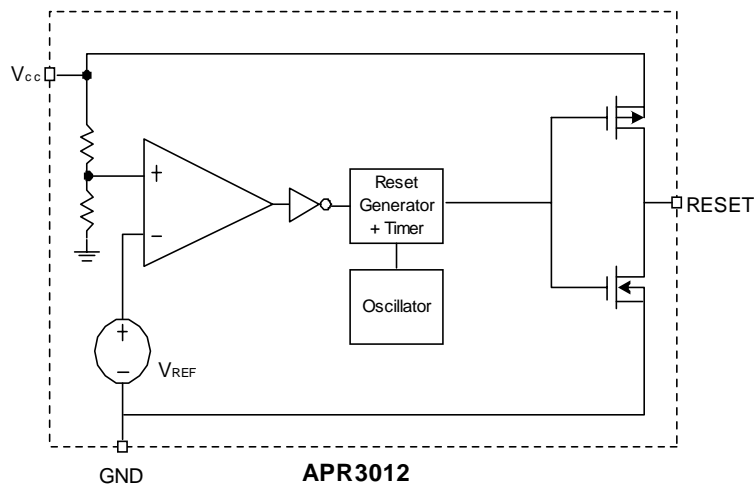 Vcc
+
−
Reset
Generator
+ Timer
RESET
Oscillator
+
−
VREF
GND
APR3012